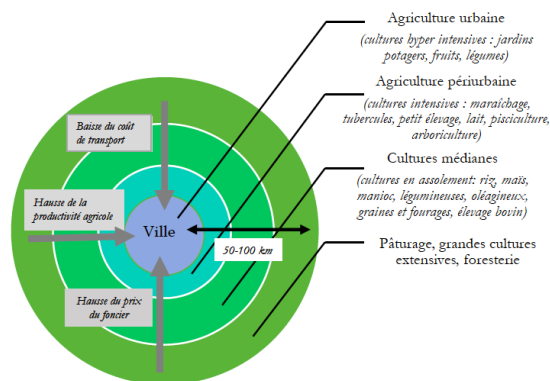 Agriculture urbaine
(cultures hyper intensives : jardins
potagers, fruits, légumes)
Agriculture périurbaine
(cultures intensives : maraîchage,
tubercules, petit élevage, lait, pisciculture,
arboriculture)
Cultures médianes
(cultures en assolement: riz, maïs,
manioc, légumineuses, oléagineux,
graines et fourages, élevage bovin)
Pâturage, grandes cultures
extensives, foresterie
Baisse du coût
de transport
Hausse de la
productivité agricole
Ville
50-100 km
Hausse du prix
du foncier